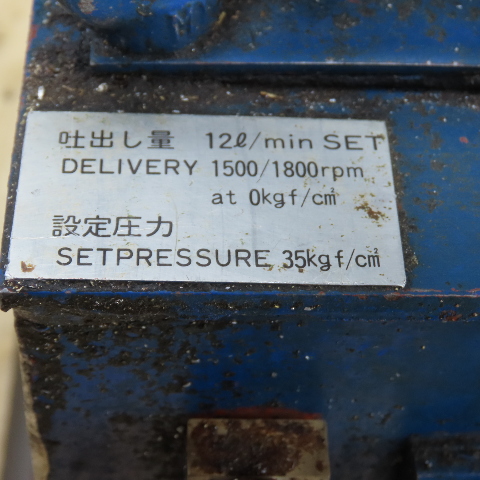 吐出し量 12ℓ/min SET
DELIVERY 1500/1800rpm
at 0kgf/cm²
設定圧力
SETPRESSURE 35kgf/cm²